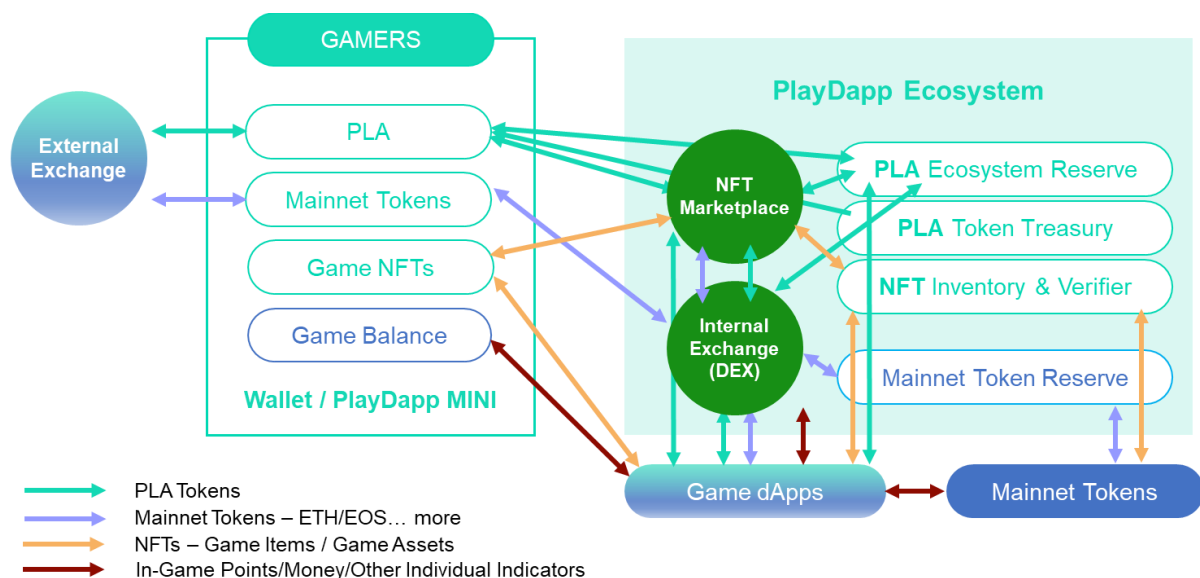 GAMERS
External
Exchange
PLA
Mainnet Tokens
Game NFTs
Game Balance
Wallet / PlayDapp MINI
PlayDapp Ecosystem
NFT
Marketplace
Internal
Exchange
(DEX)
PLA Ecosystem Reserve
PLA Token Treasury
NFT Inventory & Verifier
Mainnet Token Reserve
Game dApps
Mainnet Tokens
PLA Tokens
Mainnet Tokens – ETH/EOS… more
NFTs – Game Items / Game Assets
In-Game Points/Money/Other Individual Indicators